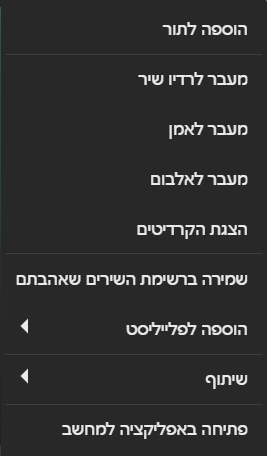 הוספה לתור
מעבר לרדיו שיר
מעבר לאמן
מעבר לאלבום
הצגת הקרדיטים
שמירה ברשימת השירים שאהבתם
הוספה לפלייליסט
שיתוף
פתיחה באפליקציה למחשב